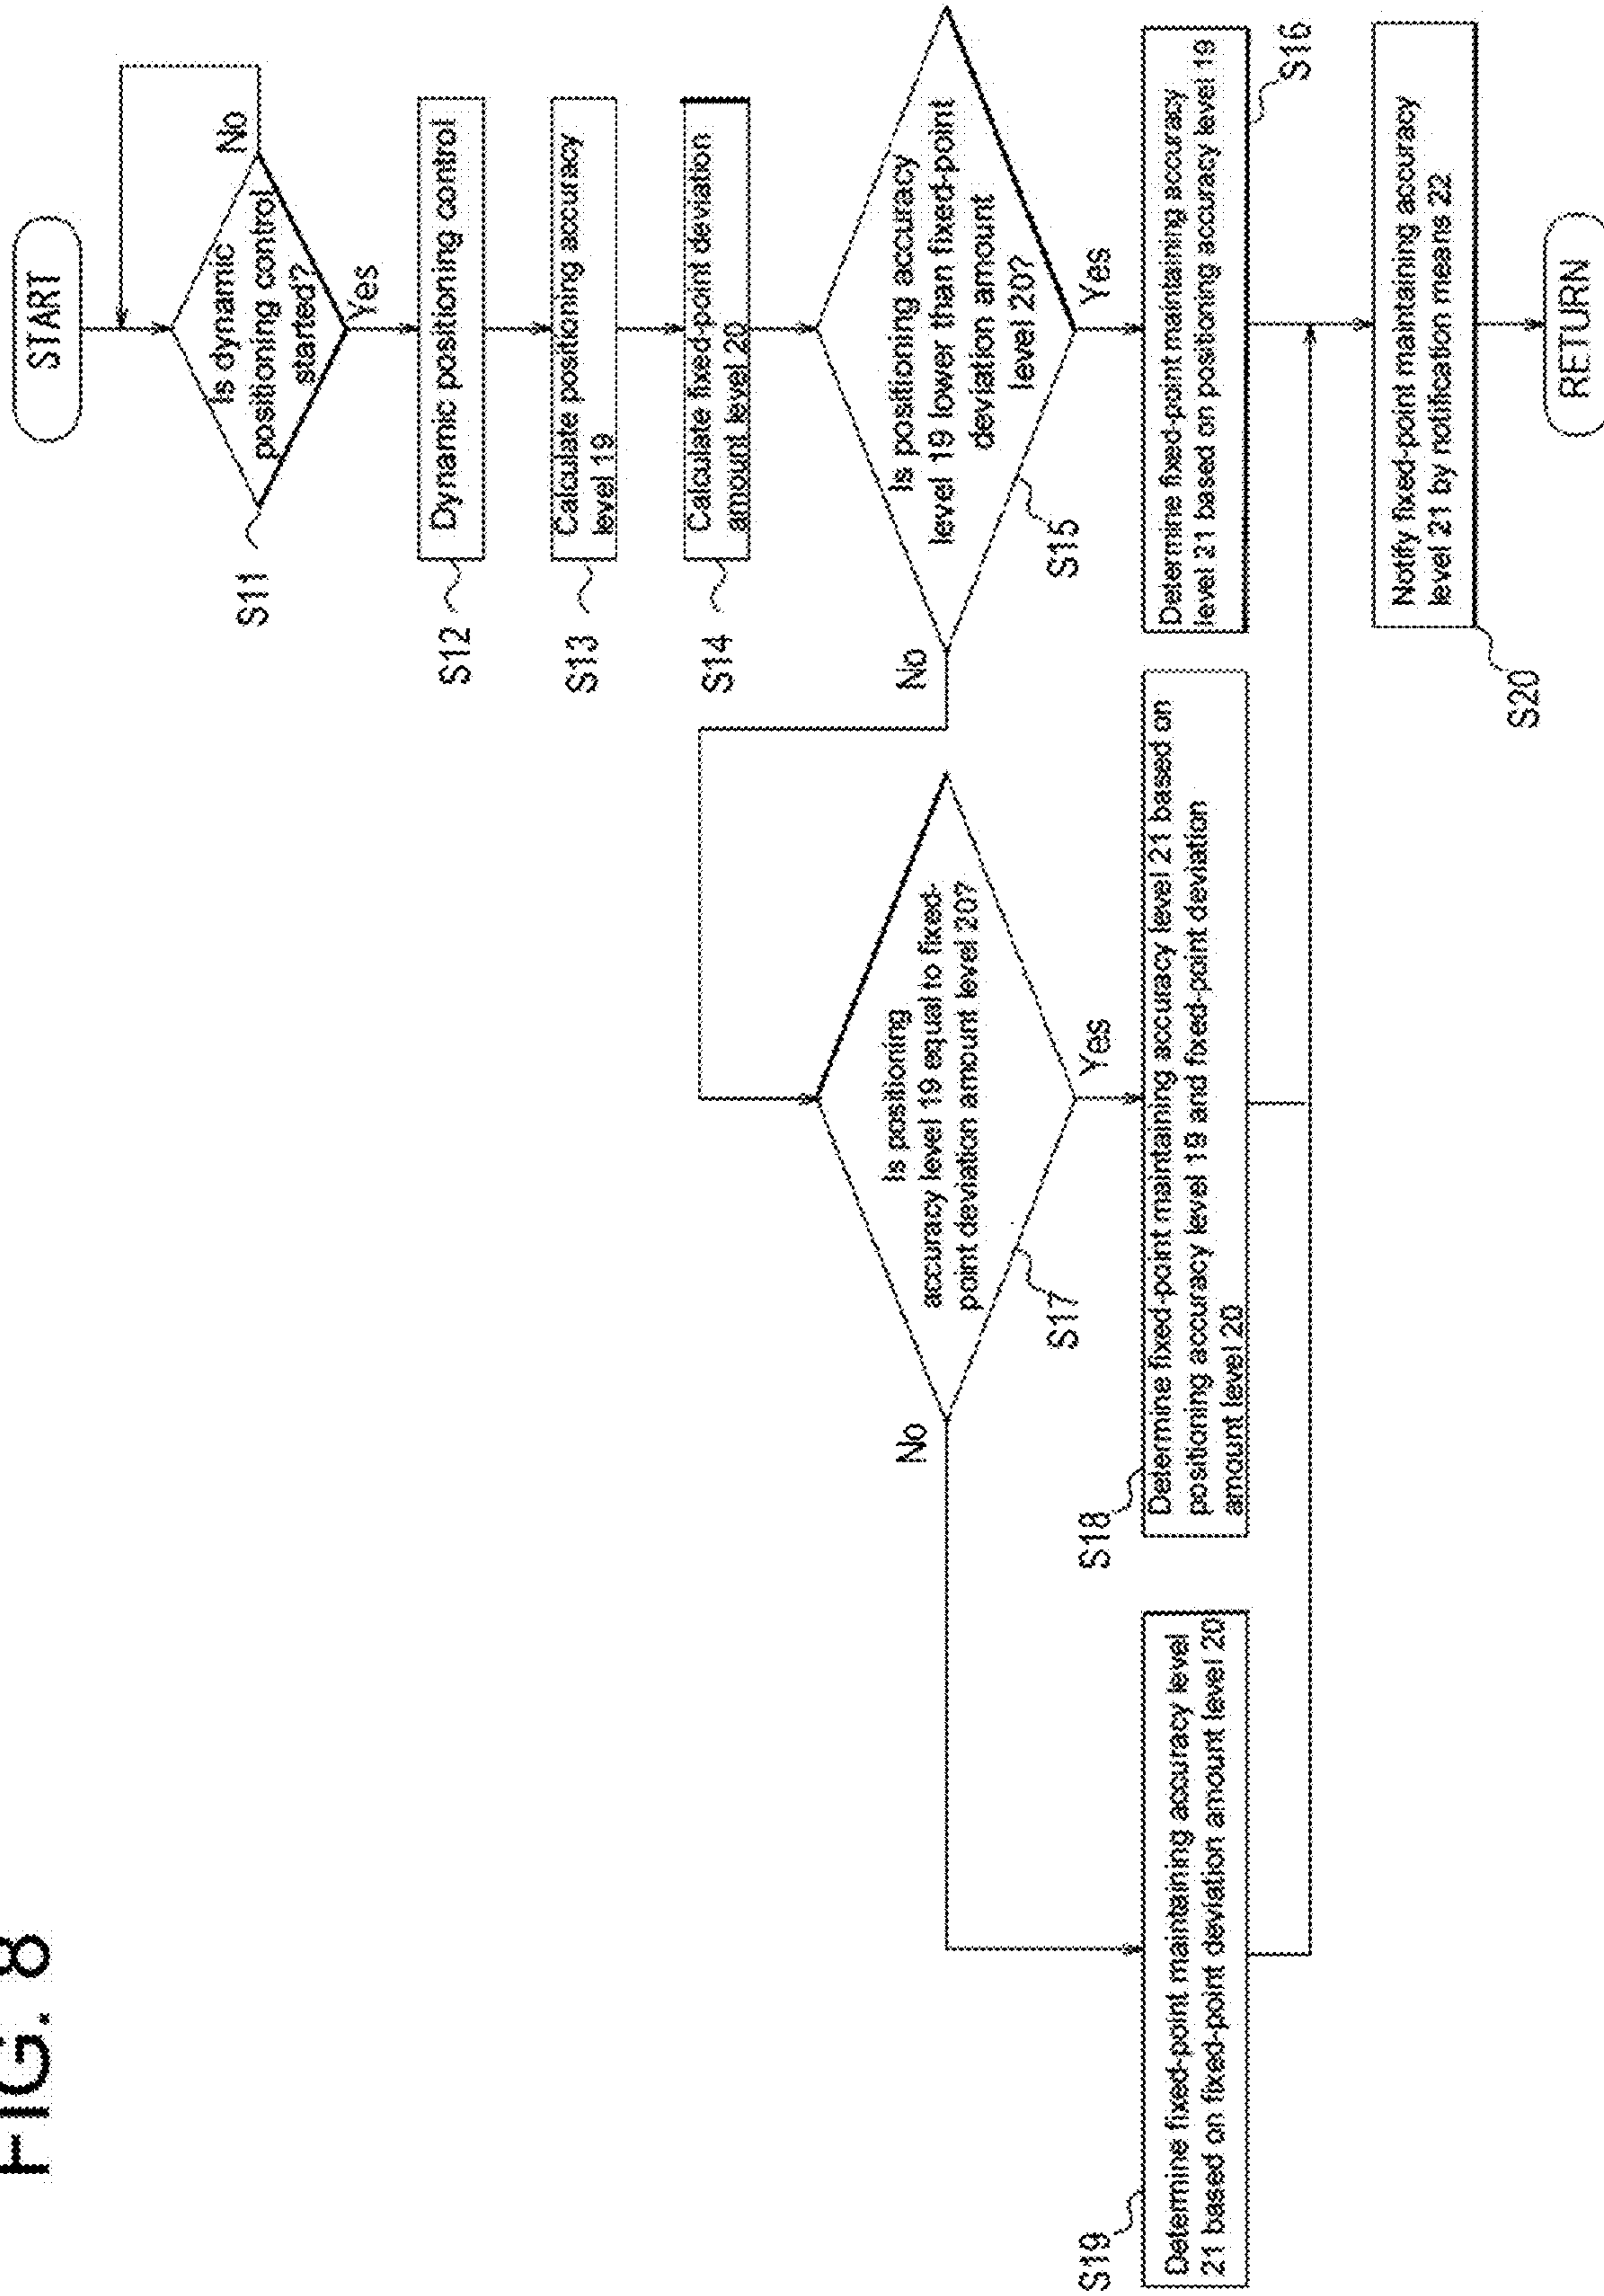 FIG. 8
START
Is dynamic
positioning control
started?
No
Yes
S11
Dynamic positioning control
S12
Calculate positioning accuracy
level 19
S13
Calculate fixed-point deviation
amount level 20
S14
Is positioning accuracy
level 19 lower than fixed-point
deviation amount
level 20?
S15
No
Yes
Determine fixed-point maintaining accuracy
level 21 based on positioning accuracy level 19
S16
Is positioning
accuracy level 19 equal to fixed-
point deviation amount level 20?
S17
No
Yes
Determine fixed-point maintaining accuracy level 21 based on
positioning accuracy level 19 and fixed-point deviation
amount level 20
S18
Determine fixed-point maintaining accuracy level
21 based on fixed-point deviation amount level 20
S19
Notify fixed-point maintaining accuracy
level 21 by notification means 22
S20
RETURN